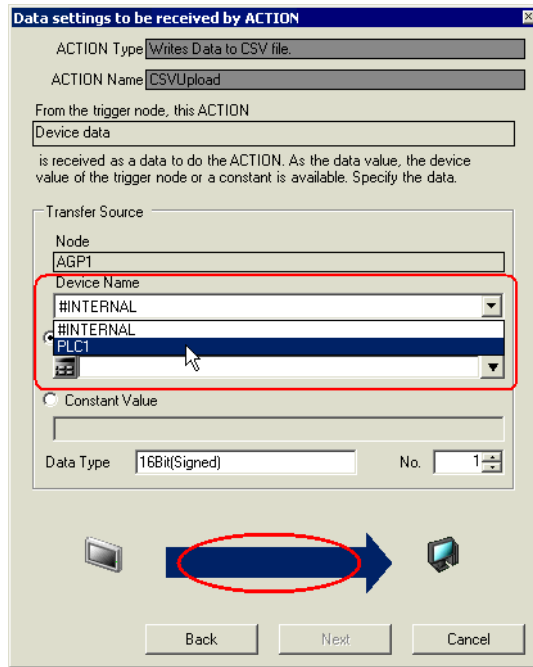 Data settings to be received by ACTION
ACTION Type Writes Data to CSV file.
ACTION Name CSVUpload
From the trigger node, this ACTION
Device data
is received as a data to do the ACTION. As the data value, the device
value of the trigger node or a constant is available. Specify the data.
Transfer Source
Node
AGP1
Device Name
#INTERNAL
#INTERNAL
PLC1
Constant Value
Data Type 16Bit(Signed) No. 1
Back Next Cancel